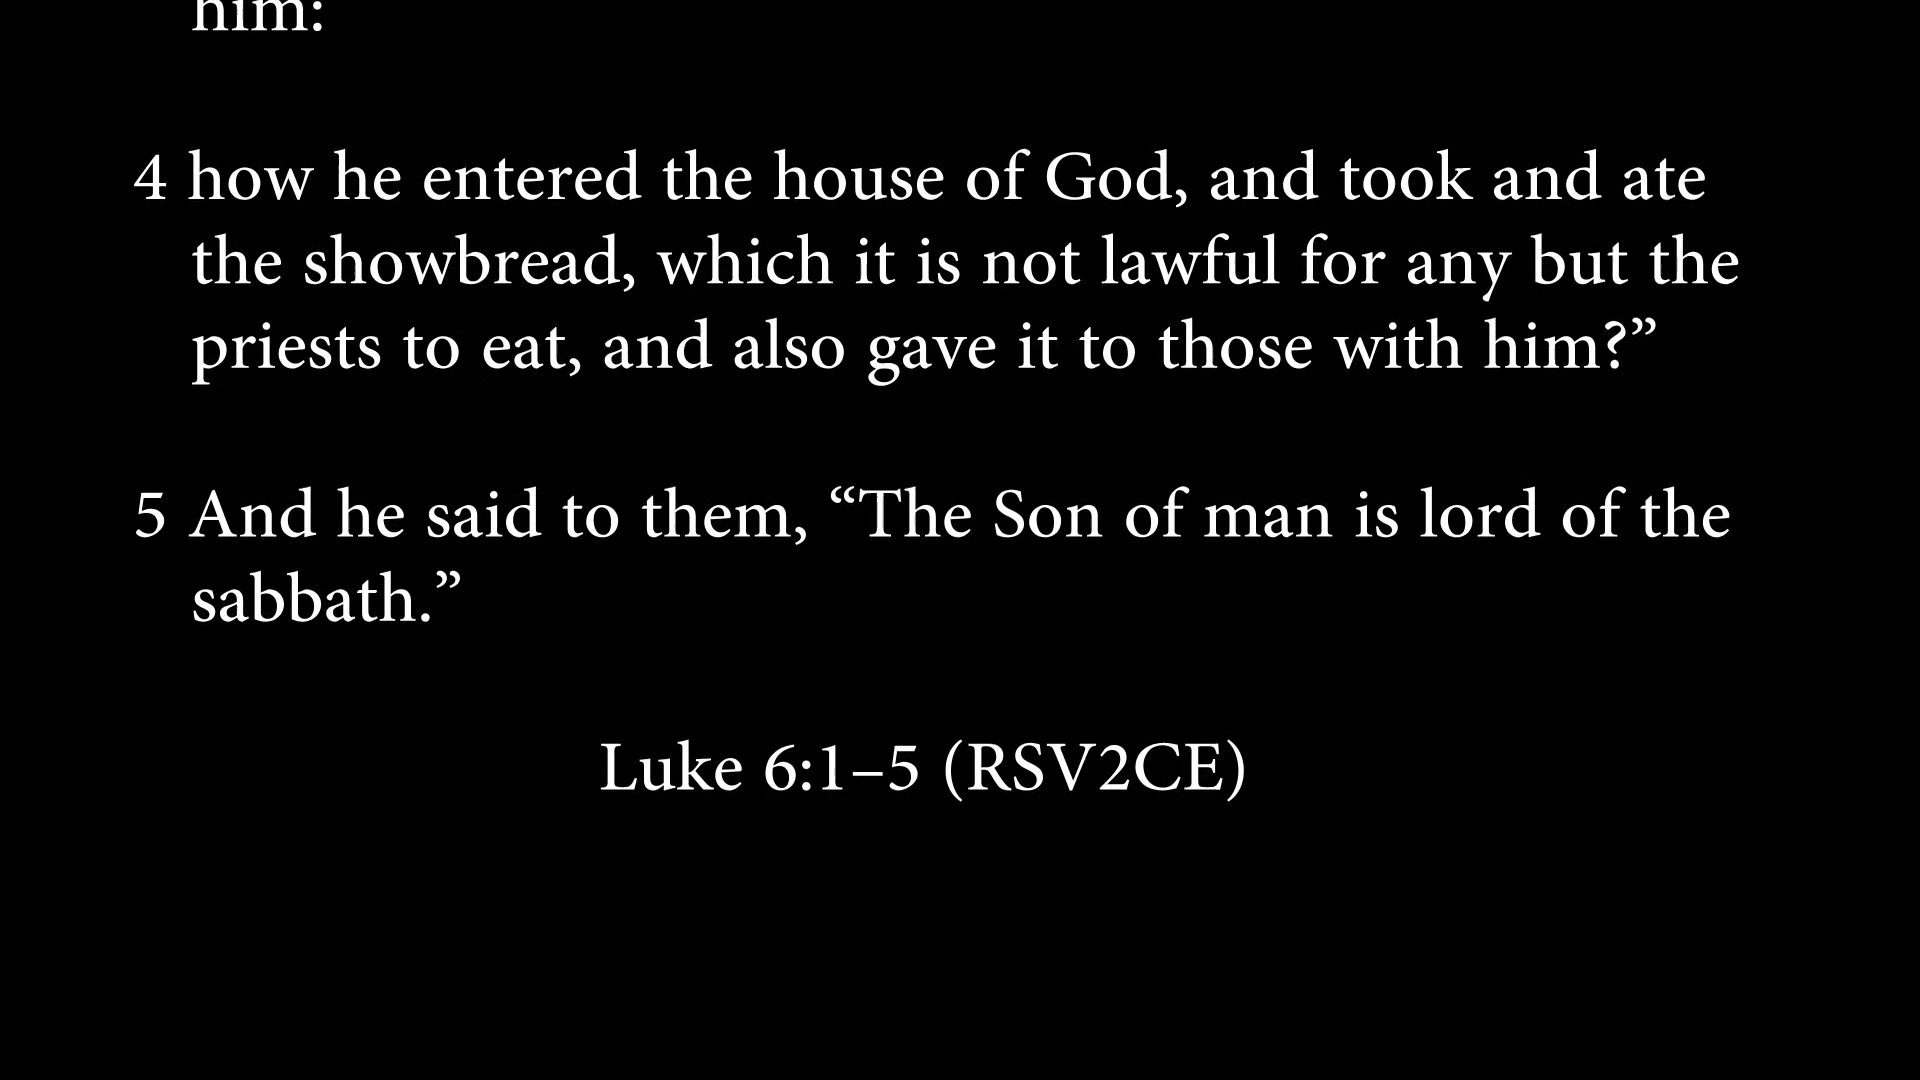 him:
4 how he entered the house of God, and took and ate
the showbread, which it is not lawful for any but the
priests to eat, and also gave it to those with him?”
5 And he said to them, “The Son of man is lord of the
sabbath.”
Luke 6:1–5 (RSV2CE)